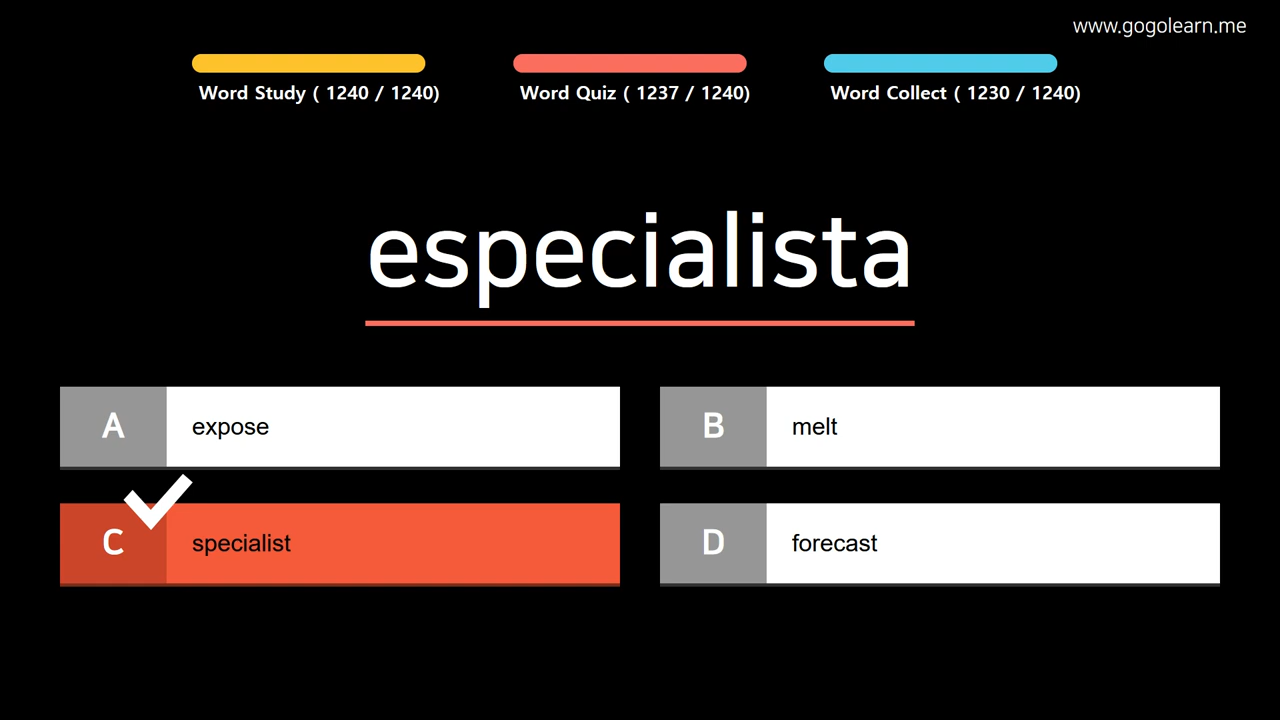 www.gogolearn.me
Word Study ( 1240 / 1240)
Word Quiz ( 1237 / 1240)
Word Collect ( 1230 / 1240)
especialista
A expose
B melt
C specialist
D forecast